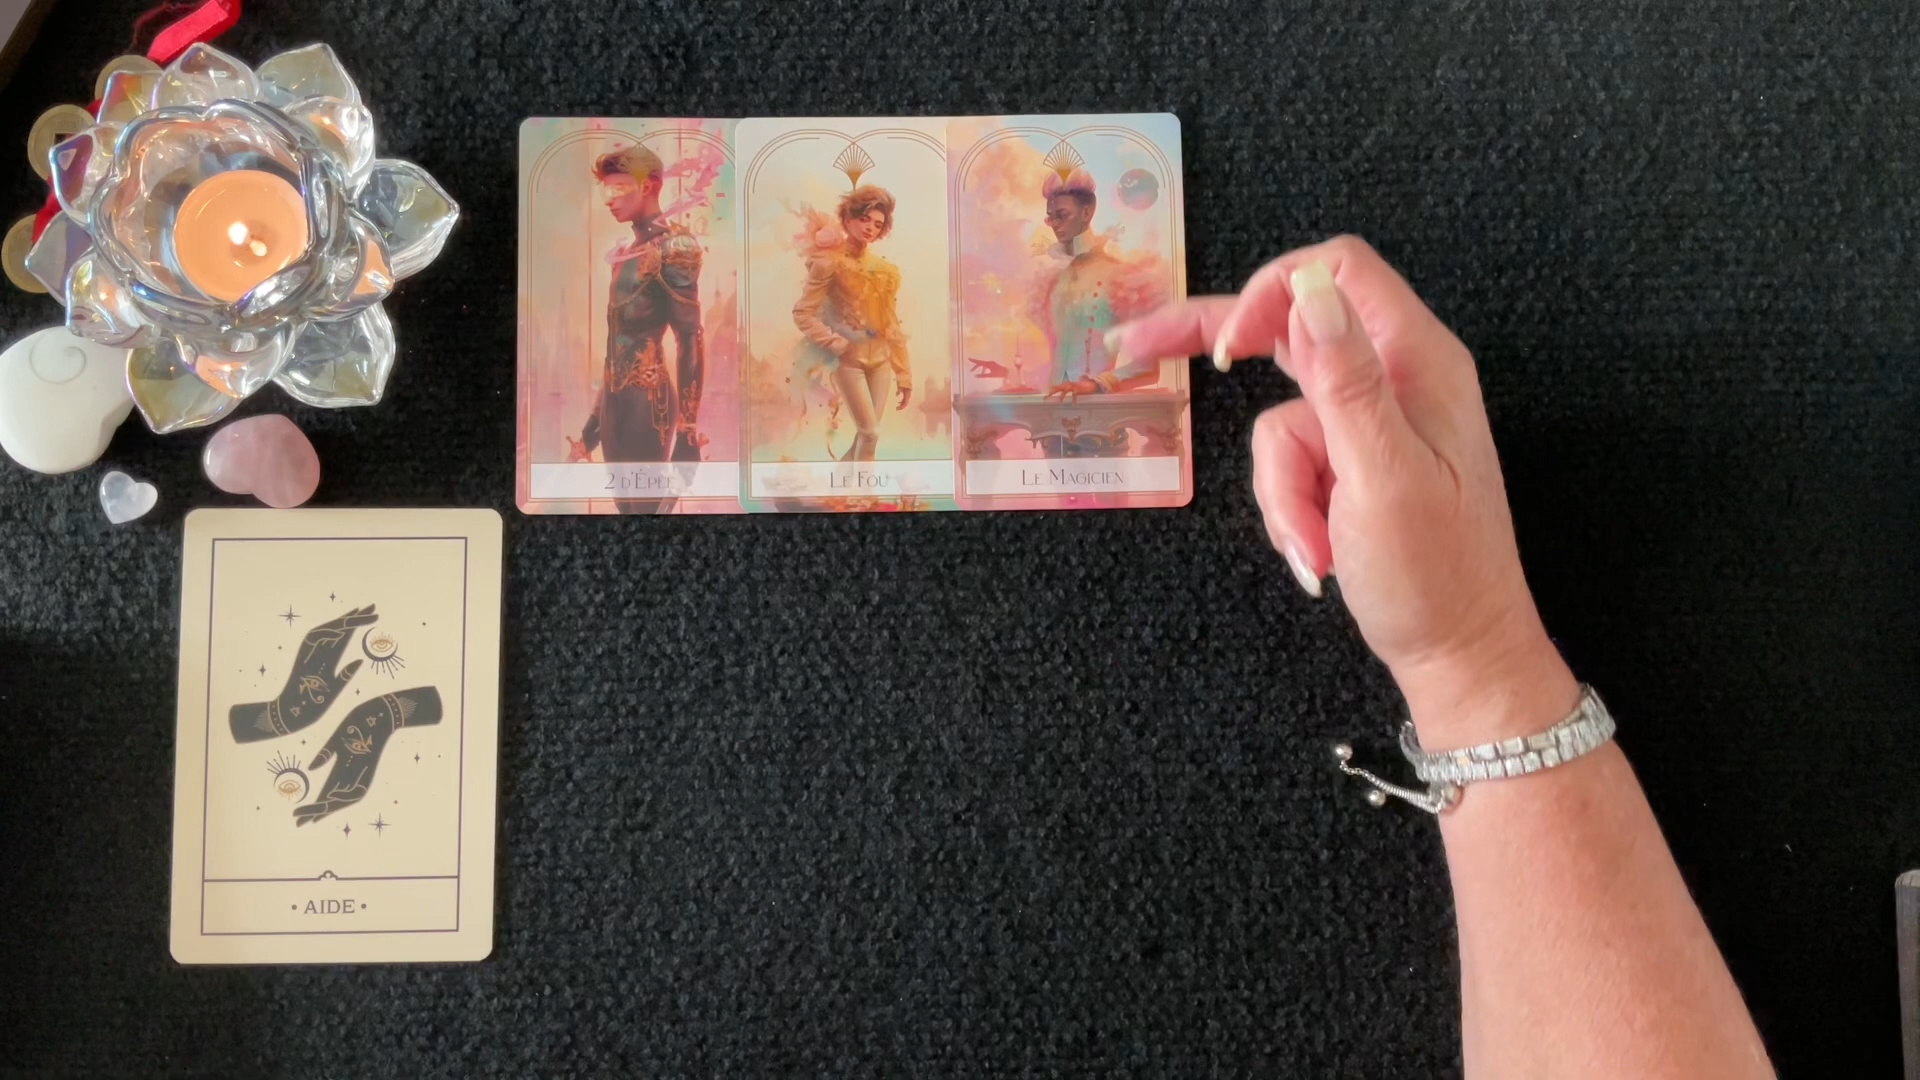 2 d'Épée
Le Fou
Le Magicien
• AIDE •